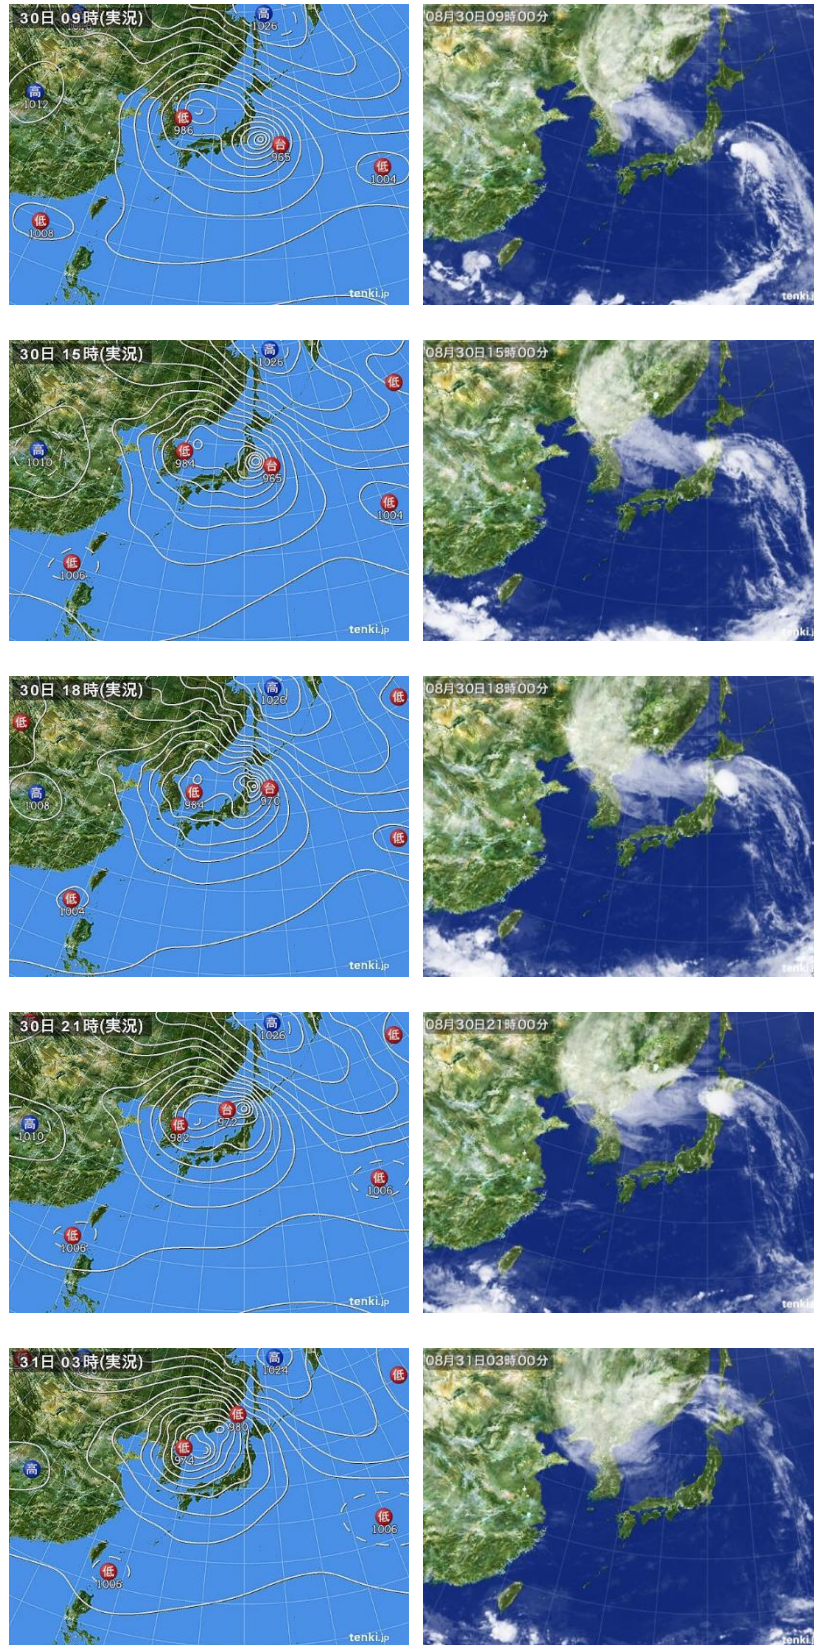 30日 09時(実況)
高
1026
高
1012
低
986
台
965
低
1004
低
1008
tenki.jp
08月30日09時00分
tenki.j
30日 15時(実況)
高
1026
低
高
1010
低
984
台
965
低
1004
低
1006
tenki.jp
08月30日15時00分
tenki.j
30日 18時(実況)
高
1026
低
低
高
1008
低
984
台
970
低
低
1004
tenki.jp
08月30日18時00分
tenki.j
30日 21時(実況)
高
1026
低
高
1010
低
982
台
972
低
1006
低
1006
tenki.jp
08月30日21時00分
tenki.j
31日 03時(実況)
高
1024
低
低
980
低
974
高
低
1006
低
1006
tenki.jp
08月31日03時00分
tenki.j